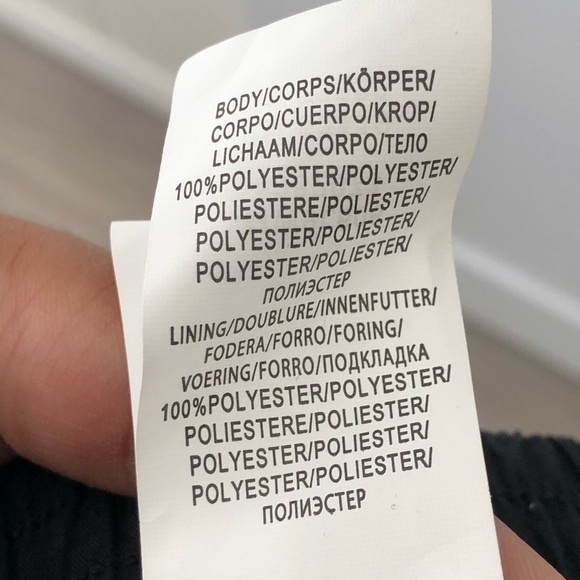 BODY/CORPS/KÖRPER/
CORPO/CUERPO/KROP/
LICHAAM/CORPO/ТЕЛО
100%POLYESTER/POLYESTER/
POLIESTERE/POLIESTER/
POLYESTER/POLIESTER/
POLYESTER/POLIESTER/
ПОЛИЭСТЕР
LINING/DOUBLURE/INNENFUTTER/
FODERA/FORRO/FORING/
VOERING/FORRO/ПОДКЛАДКА
100%POLYESTER/POLYESTER/
POLIESTERE/POLIESTER/
POLYESTER/POLIESTER/
POLYESTER/POLIESTER/
ПОЛИЭСТЕР